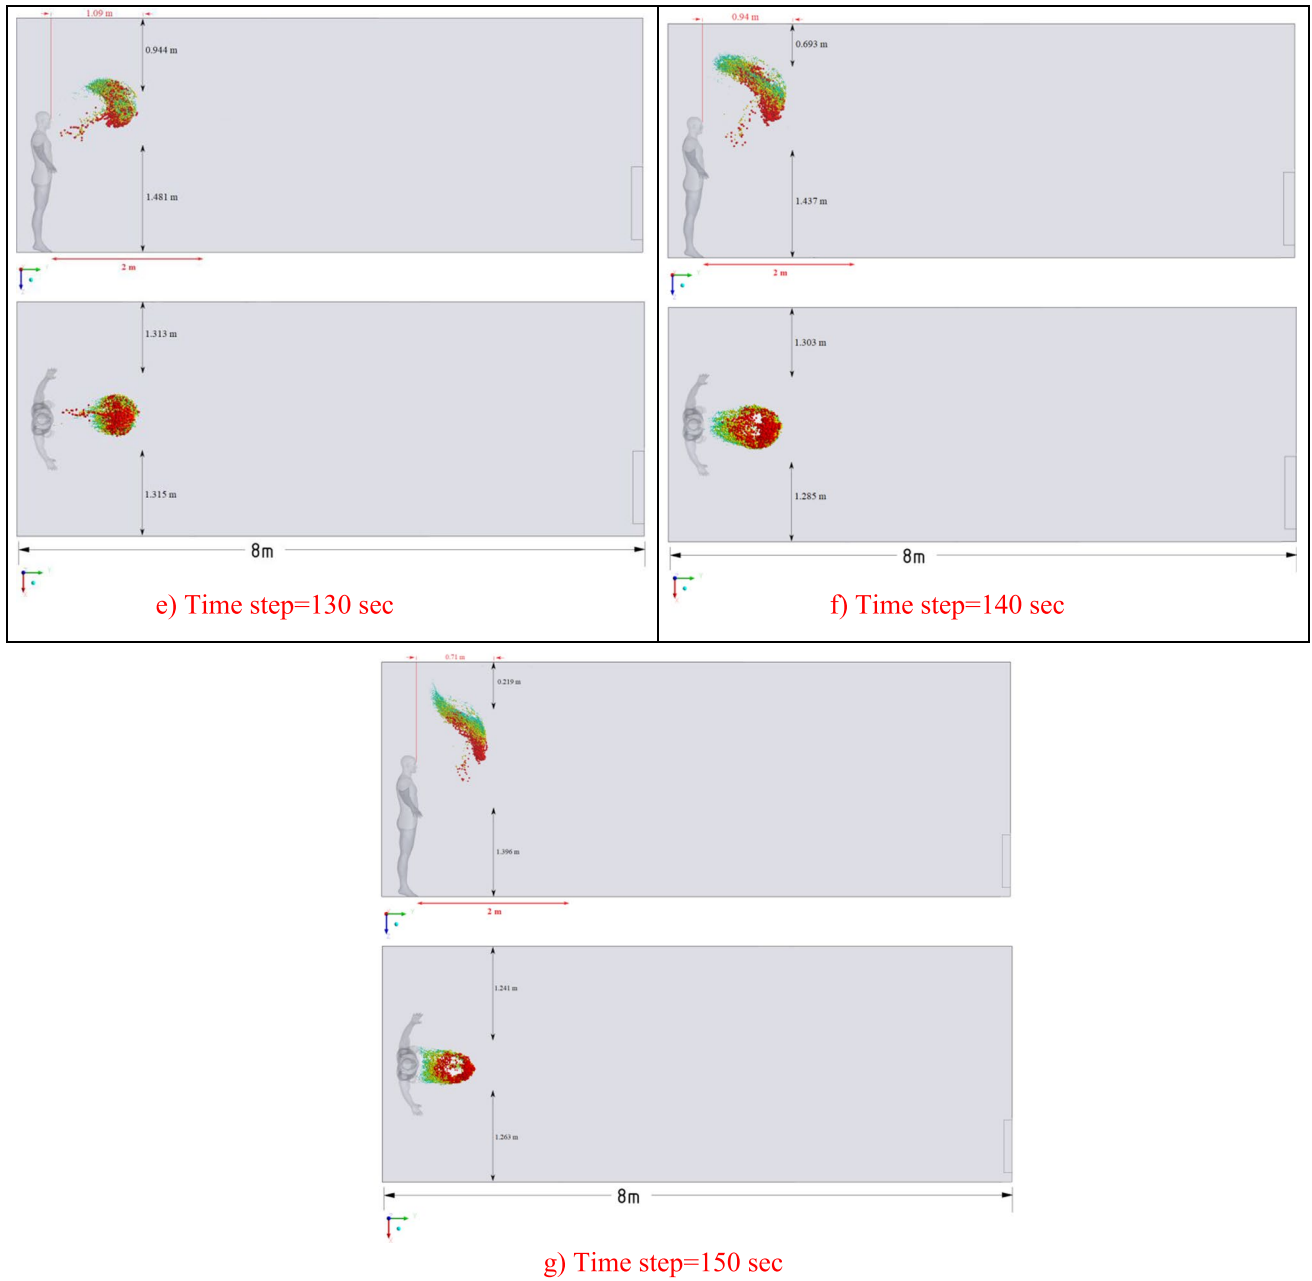 1.09 m
0.944 m
1.481 m
2 m
1.313 m
1.315 m
8m
e) Time step=130 sec
0.94 m
0.693 m
1.437 m
2 m
1.303 m
1.285 m
8m
f) Time step=140 sec
0.71 m
0.219 m
1.396 m
2 m
1.241 m
1.263 m
8m
g) Time step=150 sec